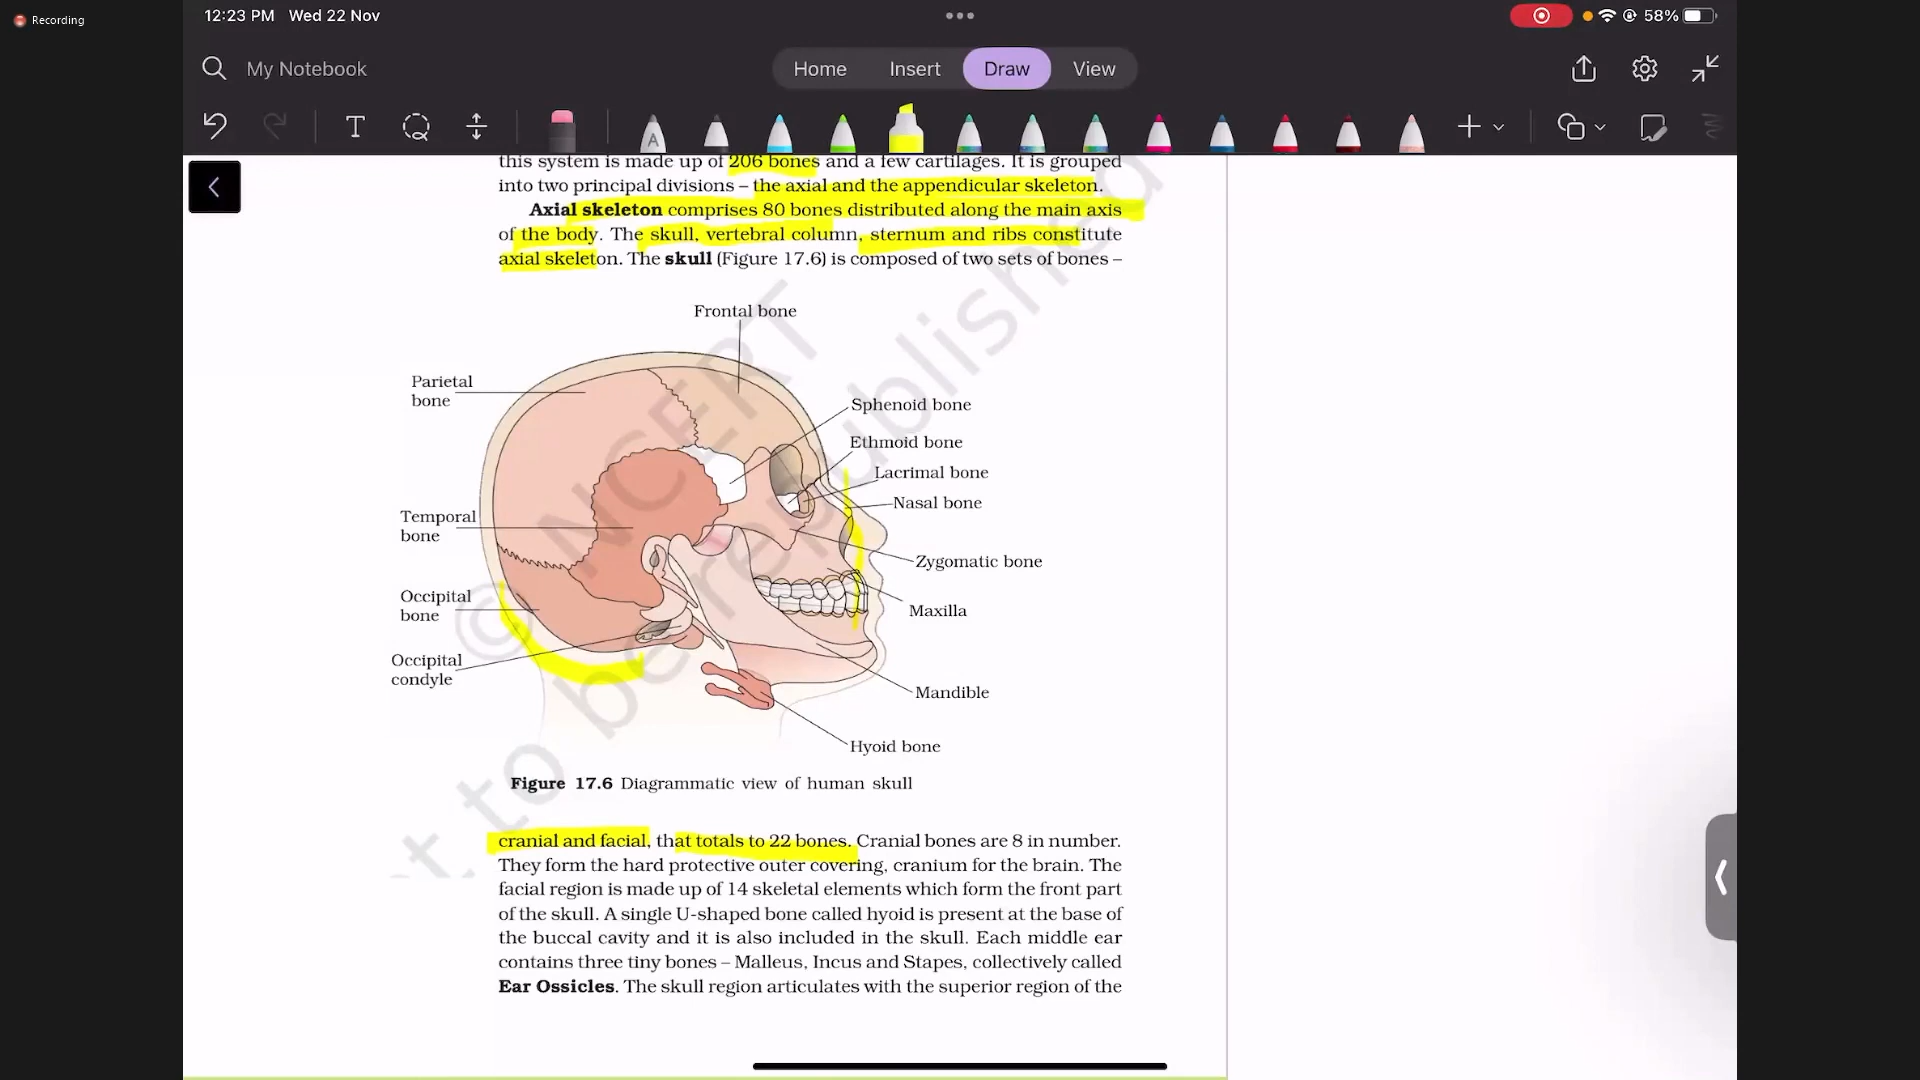 Recording
12:23 PM Wed 22 Nov
58%
My Notebook
Home Insert Draw View
T
A
this system is made up of 206 bones and a few cartilages. It is grouped
into two principal divisions – the axial and the appendicular skeleton.
Axial skeleton comprises 80 bones distributed along the main axis
of the body. The skull, vertebral column, sternum and ribs constitute
axial skeleton. The skull (Figure 17.6) is composed of two sets of bones –
Frontal bone
Parietal
bone
Sphenoid bone
Ethmoid bone
Lacrimal bone
Nasal bone
Temporal
bone
Zygomatic bone
Occipital
bone
Maxilla
Occipital
condyle
Mandible
Hyoid bone
Figure 17.6 Diagrammatic view of human skull
cranial and facial, that totals to 22 bones. Cranial bones are 8 in number.
They form the hard protective outer covering, cranium for the brain. The
facial region is made up of 14 skeletal elements which form the front part
of the skull. A single U-shaped bone called hyoid is present at the base of
the buccal cavity and it is also included in the skull. Each middle ear
contains three tiny bones – Malleus, Incus and Stapes, collectively called
Ear Ossicles. The skull region articulates with the superior region of the
© NCERT
to be republished